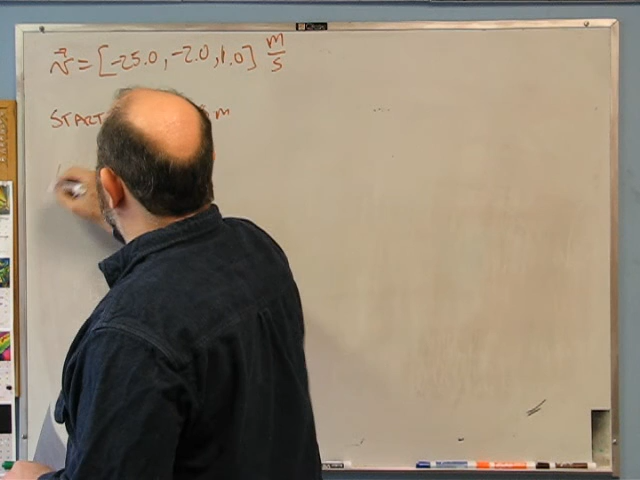 v⃗ = [-25.0, -2.0, 1.0] m/s
START m